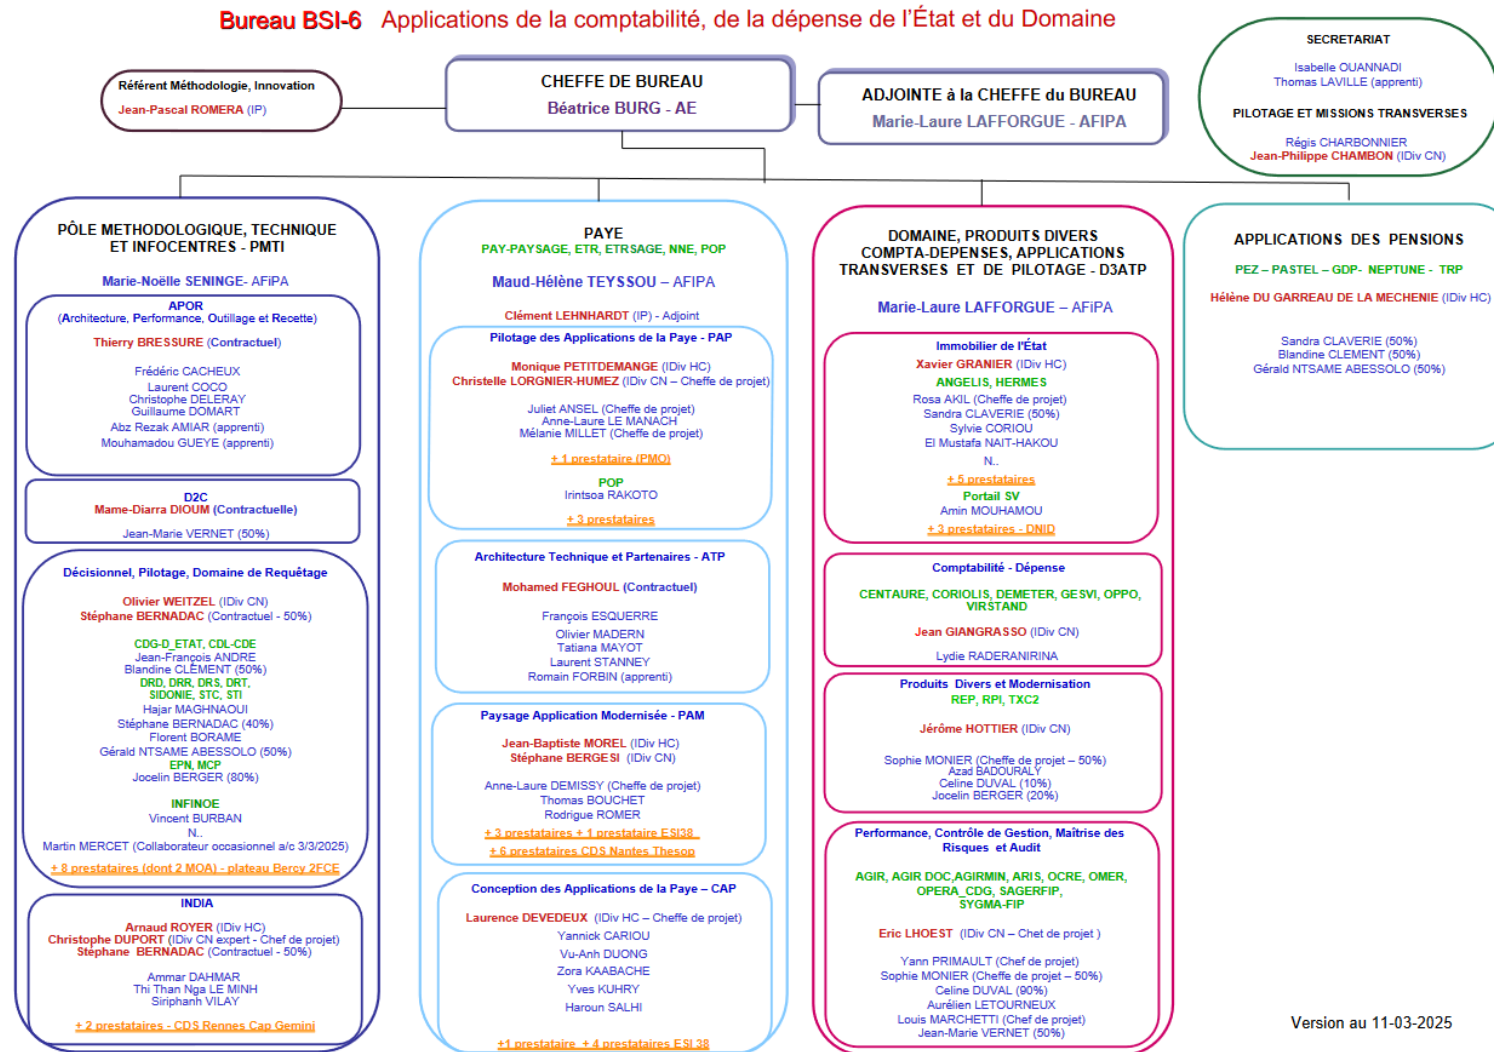 Bureau BSI-6 Applications de la comptabilité, de la dépense de l'État et du Domaine
Référent Méthodologie, Innovation
Jean-Pascal ROMERA (IP)
CHEFFE DE BUREAU
Béatrice BURG - AE
ADJOINTE à la CHEFFE du BUREAU
Marie-Laure LAFFORGUE - AFIPA
SECRETARIAT
Isabelle OUANNADI
Thomas LAVILLE (apprenti)
PILOTAGE ET MISSIONS TRANSVERSES
Régis CHARBONNIER
Jean-Philippe CHAMBON (IDiv CN)
PÔLE METHODOLOGIQUE, TECHNIQUE
ET INFOCENTRES - PMTI
Marie-Noëlle SENINGE- AFiPA
APOR
(Architecture, Performance, Outillage et Recette)
Thierry BRESSURE (Contractuel)
Frédéric CACHEUX
Laurent COCO
Christophe DELERAY
Guillaume DOMART
Abz Rezak AMIAR (apprenti)
Mouhamadou GUEYE (apprenti)
D2C
Mame-Diarra DIOUM (Contractuelle)
Jean-Marie VERNET (50%)
Décisionnel, Pilotage, Domaine de Requêtage
Olivier WEITZEL (IDiv CN)
Stéphane BERNADAC (Contractuel - 50%)
CDG-D_ETAT, CDL-CDE
Jean-François ANDRE
Blandine CLÉMENT (50%)
DRD, DRR, DRS, DRT,
SIDONIE, STC, STI
Hajar MAGHNAOUI
Stéphane BERNADAC (40%)
Florent BORAME
Gérald NTSAME ABESSOLO (50%)
EPN, MCP
Jocelin BERGER (80%)
INFINOE
Vincent BURBAN
N..
Martin MERCET (Collaborateur occasionnel a/c 3/3/2025)
+ 8 prestataires (dont 2 MOA) - plateau Bercy 2FCE
INDIA
Arnaud ROYER (IDiv HC)
Christophe DUPORT (IDiv CN expert - Chef de projet)
Stéphane BERNADAC (Contractuel - 50%)
Ammar DAHMAR
Thi Than Nga LE MINH
Siriphanh VILAY
+ 2 prestataires - CDS Rennes Cap Gemini
PAYE
PAY-PAYSAGE, ETR, ETRSAGE, NNE, POP
Maud-Hélène TEYSSOU – AFIPA
Clément LEHNHARDT (IP) - Adjoint
Pilotage des Applications de la Paye - PAP
Monique PETITDEMANGE (IDiv HC)
Christelle LORGNIER-HUMEZ (IDiv CN – Cheffe de projet)
Juliet ANSEL (Cheffe de projet)
Anne-Laure LE MANACH
Mélanie MILLET (Cheffe de projet)
+ 1 prestataire (PMO)
POP
Irintsoa RAKOTO
+ 3 prestataires
Architecture Technique et Partenaires - ATP
Mohamed FEGHOUL (Contractuel)
François ESQUERRE
Olivier MADERN
Tatiana MAYOT
Laurent STANNEY
Romain FORBIN (apprenti)
Paysage Application Modernisée - PAM
Jean-Baptiste MOREL (IDiv HC)
Stéphane BERGESI (IDiv CN)
Anne-Laure DEMISSY (Cheffe de projet)
Thomas BOUCHET
Rodrigue ROMER
+ 3 prestataires + 1 prestataire ESI38
+ 6 prestataires CDS Nantes Thesop
Conception des Applications de la Paye – CAP
Laurence DEVEDEUX (IDiv HC – Cheffe de projet)
Yannick CARIOU
Vu-Anh DUONG
Zora KAABACHE
Yves KUHRY
Haroun SALHI
+1 prestataire + 4 prestataires ESI 38
DOMAINE, PRODUITS DIVERS
COMPTA-DEPENSES, APPLICATIONS
TRANSVERSES ET DE PILOTAGE - D3ATP
Marie-Laure LAFFORGUE – AFiPA
Immobilier de l'État
Xavier GRANIER (IDiv HC)
ANGELIS, HERMES
Rosa AKIL (Cheffe de projet)
Sandra CLAVERIE (50%)
Sylvie CORIOU
El Mustafa NAIT-HAKOU
N..
+ 5 prestataires
Portail SV
Amin MOUHAMOU
+ 3 prestataires - DNID
Comptabilité - Dépense
CENTAURE, CORIOLIS, DEMETER, GESVI, OPPO,
VIRSTAND
Jean GIANGRASSO (IDiv CN)
Lydie RADERANIRINA
Produits Divers et Modernisation
REP, RPI, TXC2
Jérôme HOTTIER (IDiv CN)
Sophie MONIER (Cheffe de projet – 50%)
Azad BADOURALY
Celine DUVAL (10%)
Jocelin BERGER (20%)
Performance, Contrôle de Gestion, Maîtrise des
Risques et Audit
AGIR, AGIR DOC,AGIRMIN, ARIS, OCRE, OMER,
OPERA_CDG, SAGERFIP,
SYGMA-FIP
Eric LHOEST (IDiv CN – Chet de projet )
Yann PRIMAULT (Chef de projet)
Sophie MONIER (Cheffe de projet – 50%)
Celine DUVAL (90%)
Aurélien LETOURNEUX
Louis MARCHETTI (Chef de projet)
Jean-Marie VERNET (50%)
APPLICATIONS DES PENSIONS
PEZ – PASTEL – GDP- NEPTUNE - TRP
Hélène DU GARREAU DE LA MECHENIE (IDiv HC)
Sandra CLAVERIE (50%)
Blandine CLEMENT (50%)
Gérald NTSAME ABESSOLO (50%)
Version au 11-03-2025